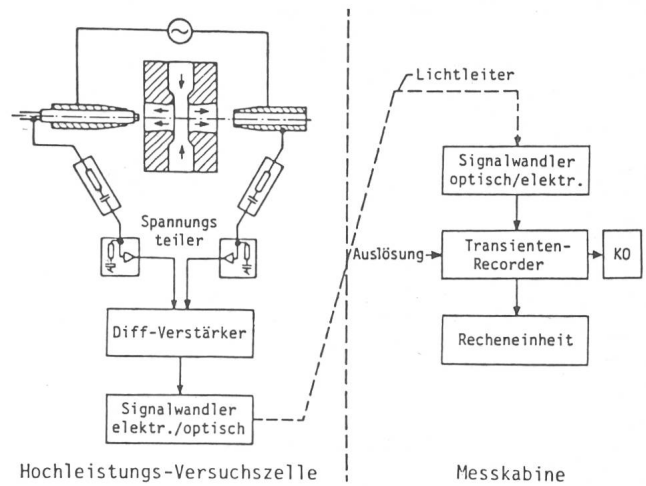 Lichtleiter
Signalwandler
optisch/elektr.
Spannungs
teiler
Auslösung
Transienten-
Recorder
KO
Diff-Verstärker
Recheneinheit
Signalwandler
elektr./optisch
Hochleistungs-Versuchszelle
Messkabine